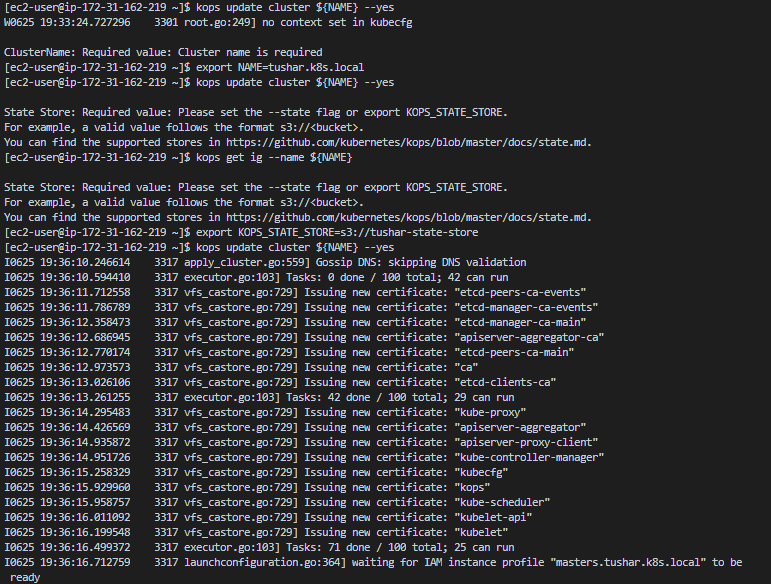 [ec2-user@ip-172-31-162-219 ~]$ kops update cluster ${NAME} --yes
W0625 19:33:24.727296    3301 root.go:249] no context set in kubecfg

ClusterName: Required value: Cluster name is required
[ec2-user@ip-172-31-162-219 ~]$ export NAME=tushar.k8s.local
[ec2-user@ip-172-31-162-219 ~]$ kops update cluster ${NAME} --yes

State Store: Required value: Please set the --state flag or export KOPS_STATE_STORE.
For example, a valid value follows the format s3://<bucket>.
You can find the supported stores in https://github.com/kubernetes/kops/blob/master/docs/state.md.
[ec2-user@ip-172-31-162-219 ~]$ kops get ig --name ${NAME}

State Store: Required value: Please set the --state flag or export KOPS_STATE_STORE.
For example, a valid value follows the format s3://<bucket>.
You can find the supported stores in https://github.com/kubernetes/kops/blob/master/docs/state.md.
[ec2-user@ip-172-31-162-219 ~]$ export KOPS_STATE_STORE=s3://tushar-state-store
[ec2-user@ip-172-31-162-219 ~]$ kops update cluster ${NAME} --yes
I0625 19:36:10.246614    3317 apply_cluster.go:559] Gossip DNS: skipping DNS validation
I0625 19:36:10.594410    3317 executor.go:103] Tasks: 0 done / 100 total; 42 can run
I0625 19:36:11.712558    3317 vfs_castore.go:729] Issuing new certificate: "etcd-peers-ca-events"
I0625 19:36:11.786789    3317 vfs_castore.go:729] Issuing new certificate: "etcd-manager-ca-events"
I0625 19:36:12.358473    3317 vfs_castore.go:729] Issuing new certificate: "etcd-manager-ca-main"
I0625 19:36:12.686945    3317 vfs_castore.go:729] Issuing new certificate: "apiserver-aggregator-ca"
I0625 19:36:12.770174    3317 vfs_castore.go:729] Issuing new certificate: "etcd-peers-ca-main"
I0625 19:36:12.973573    3317 vfs_castore.go:729] Issuing new certificate: "ca"
I0625 19:36:13.026106    3317 vfs_castore.go:729] Issuing new certificate: "etcd-clients-ca"
I0625 19:36:13.261255    3317 executor.go:103] Tasks: 42 done / 100 total; 29 can run
I0625 19:36:14.295483    3317 vfs_castore.go:729] Issuing new certificate: "kube-proxy"
I0625 19:36:14.426569    3317 vfs_castore.go:729] Issuing new certificate: "apiserver-aggregator"
I0625 19:36:14.935872    3317 vfs_castore.go:729] Issuing new certificate: "apiserver-proxy-client"
I0625 19:36:14.951726    3317 vfs_castore.go:729] Issuing new certificate: "kube-controller-manager"
I0625 19:36:15.258329    3317 vfs_castore.go:729] Issuing new certificate: "kubecfg"
I0625 19:36:15.929960    3317 vfs_castore.go:729] Issuing new certificate: "kops"
I0625 19:36:15.958757    3317 vfs_castore.go:729] Issuing new certificate: "kube-scheduler"
I0625 19:36:16.011092    3317 vfs_castore.go:729] Issuing new certificate: "kubelet-api"
I0625 19:36:16.199548    3317 vfs_castore.go:729] Issuing new certificate: "kubelet"
I0625 19:36:16.499372    3317 executor.go:103] Tasks: 71 done / 100 total; 25 can run
I0625 19:36:16.712759    3317 launchconfiguration.go:364] waiting for IAM instance profile "masters.tushar.k8s.local" to be
 ready